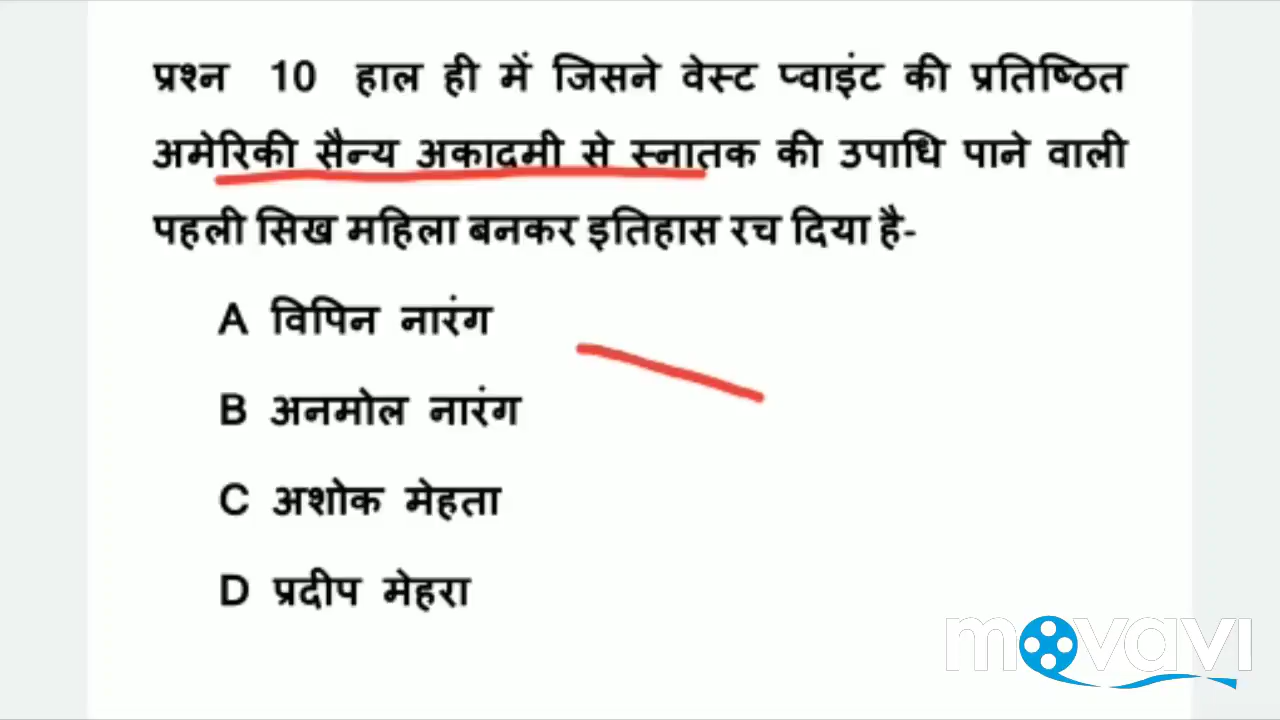 प्रश्न 10 हाल ही में जिसने वेस्ट प्वाइंट की प्रतिष्ठित
अमेरिकी सैन्य अकादमी से स्नातक की उपाधि पाने वाली
पहली सिख महिला बनकर इतिहास रच दिया है-
A विपिन नारंग
B अनमोल नारंग
C अशोक मेहता
D प्रदीप मेहरा
movavi